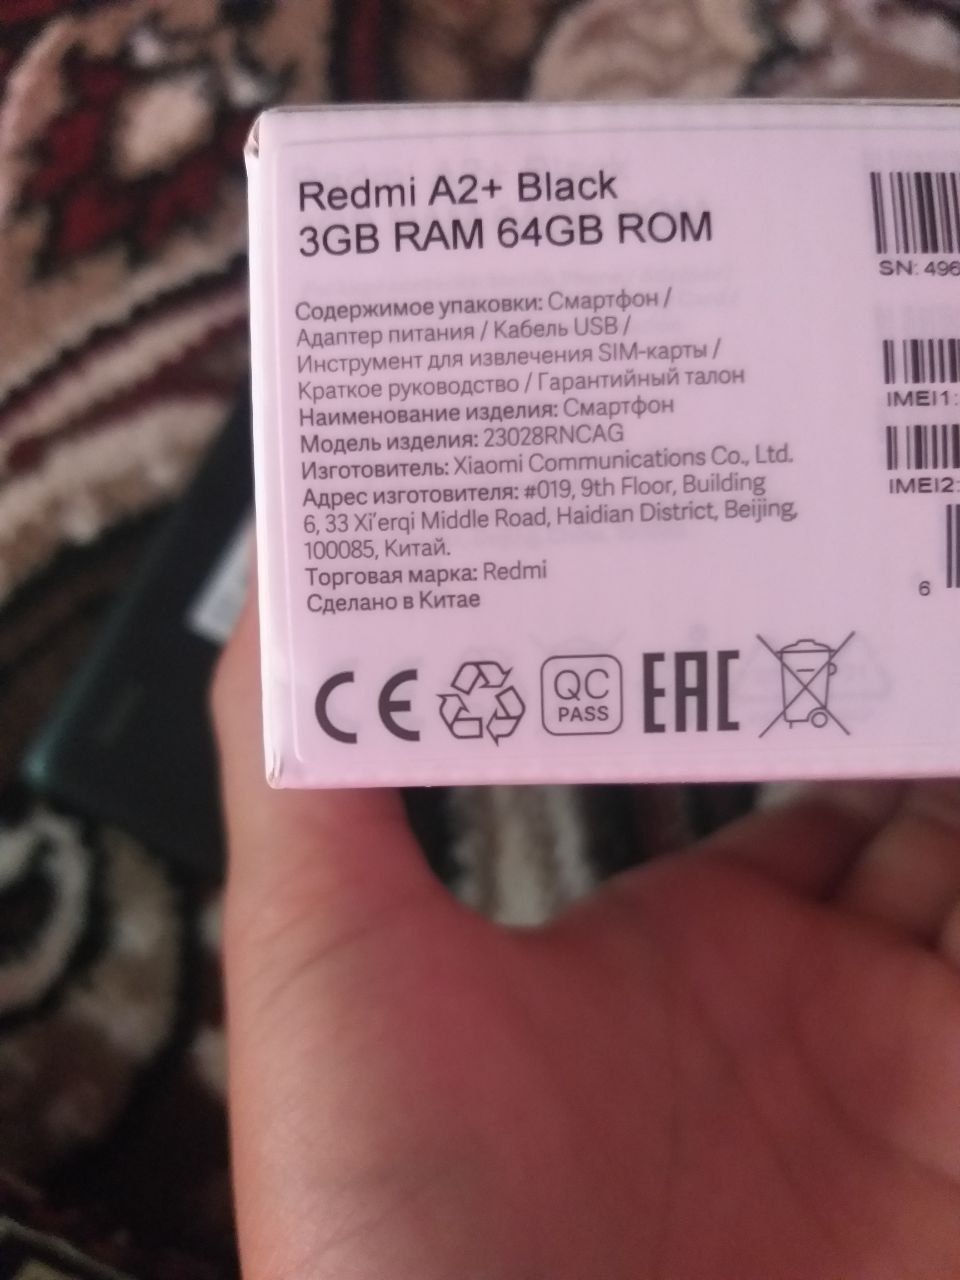 Redmi A2+ Black
3GB RAM 64GB ROM
Содержимое упаковки: Смартфон /
Адаптер питания / Кабель USB /
Инструмент для извлечения SIM-карты /
Краткое руководство / Гарантийный талон
Наименование изделия: Смартфон
Модель изделия: 23028RNCAG
Изготовитель: Xiaomi Communications Co., Ltd.
Адрес изготовителя: #019, 9th Floor, Building
6, 33 Xi'erqi Middle Road, Haidian District, Beijing,
100085, Китай.
Торговая марка: Redmi
Сделано в Китае
CE
QC
PASS
EAC
SN: 496
IMEI1:
IMEI2:
6